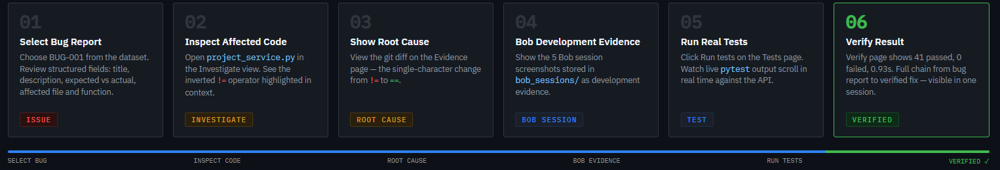 01
Select Bug Report
Choose BUG-001 from the dataset.
Review structured fields: title,
description, expected vs actual,
affected file and function.
ISSUE
02
Inspect Affected Code
Open project_service.py in
the Investigate view. See the
inverted != operator highlighted in
context.
INVESTIGATE
03
Show Root Cause
View the git diff on the Evidence
page — the single-character change
from != to ==.
ROOT CAUSE
04
Bob Development Evidence
Show the 5 Bob session
screenshots stored in
bob_sessions/ as development
evidence.
BOB SESSION
05
Run Real Tests
Click Run tests on the Tests page.
Watch live pytest output scroll in
real time against the API.
TEST
06
Verify Result
Verify page shows 41 passed, 0
failed, 0.93s. Full chain from bug
report to verified fix — visible in one
session.
VERIFIED
SELECT BUG
INSPECT CODE
ROOT CAUSE
BOB EVIDENCE
RUN TESTS
VERIFIED ✓